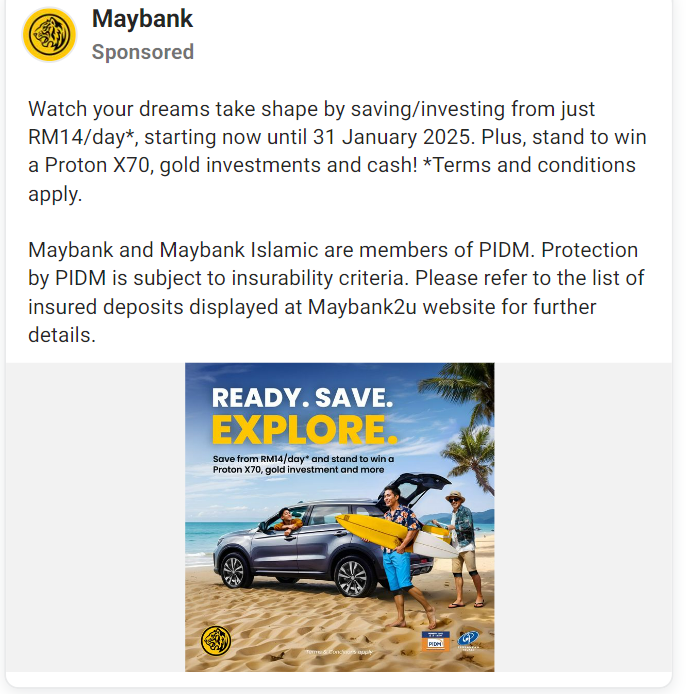 Maybank
Sponsored
Watch your dreams take shape by saving/investing from just
RM14/day*, starting now until 31 January 2025. Plus, stand to win
a Proton X70, gold investments and cash! *Terms and conditions
apply.
Maybank and Maybank Islamic are members of PIDM. Protection
by PIDM is subject to insurability criteria. Please refer to the list of
insured deposits displayed at Maybank2u website for further
details.
READY. SAVE.
EXPLORE.
Save from RM14/day* and stand to win a
Proton X70, gold investment and more
Terms & Conditions apply
PIDM